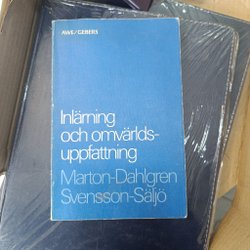 AWE/GEBERS
Inlärning
och omvärlds-
uppfattning
Marton-Dahlgren
Svensson-Säljö